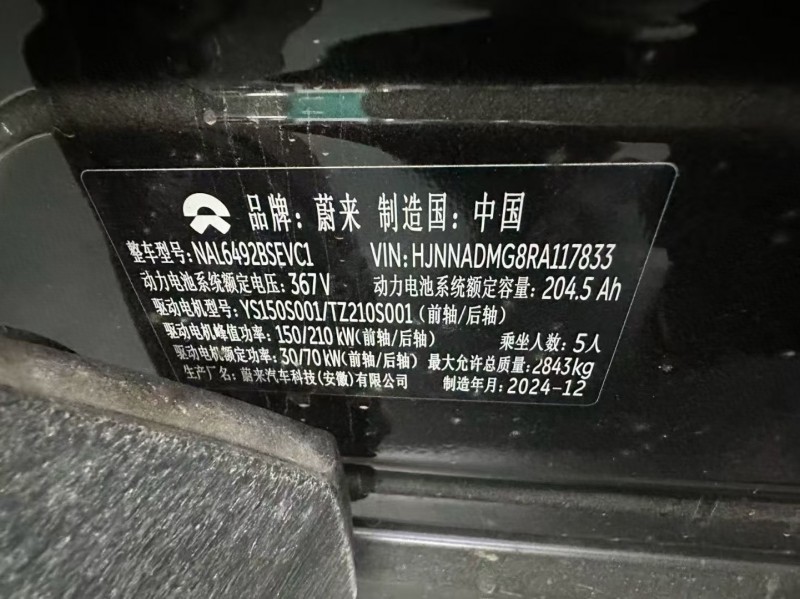 品牌: 蔚来 制造国: 中国
整车型号: NAL6492BSEVC1 VIN: HJNNADMG8RA117833
动力电池系统额定电压: 367 V 动力电池系统额定容量: 204.5 Ah
驱动电机型号: YS150S001/TZ210S001 (前轴/后轴)
驱动电机峰值功率: 150/210 kW(前轴/后轴) 乘坐人数: 5人
驱动电机额定功率: 30/70 kW(前轴/后轴) 最大允许总质量: 2843kg
生产厂名: 蔚来汽车科技(安徽)有限公司 制造年月: 2024-12